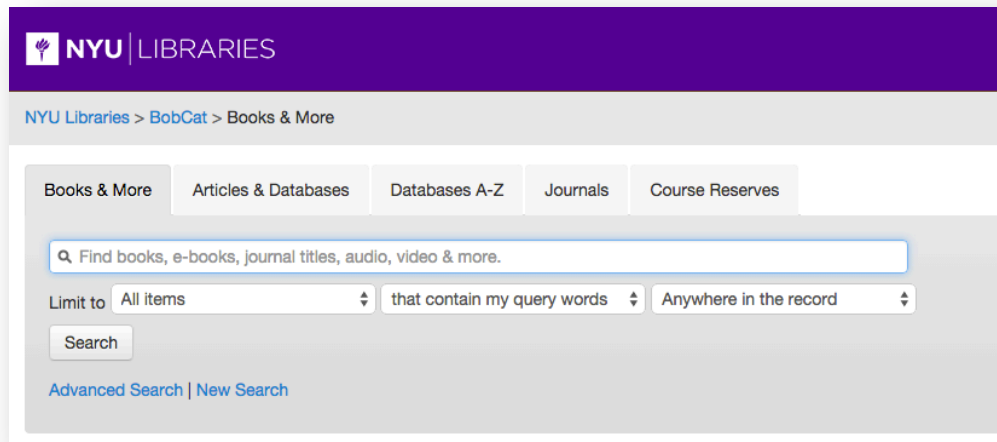 NYU LIBRARIES
NYU Libraries > BobCat > Books & More
Books & More Articles & Databases Databases A-Z Journals Course Reserves
Find books, e-books, journal titles, audio, video & more.
Limit to All items that contain my query words Anywhere in the record
Search
Advanced Search | New Search